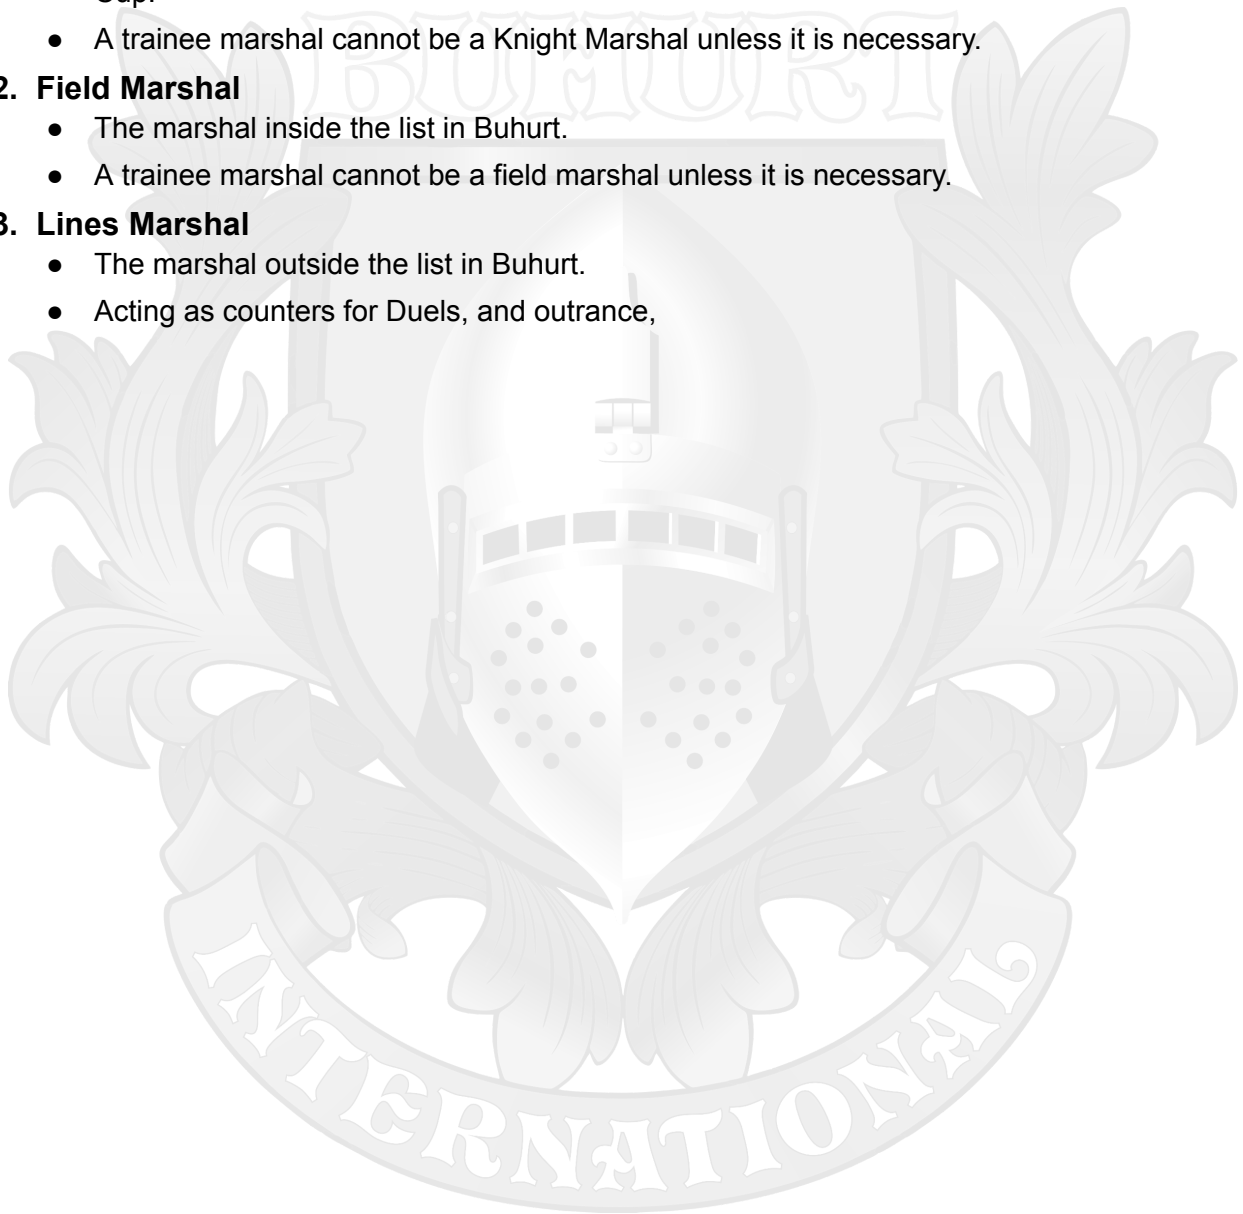 Cup.
● A trainee marshal cannot be a Knight Marshal unless it is necessary.
2. Field Marshal
● The marshal inside the list in Buhurt.
● A trainee marshal cannot be a field marshal unless it is necessary.
3. Lines Marshal
● The marshal outside the list in Buhurt.
● Acting as counters for Duels, and outrance,
BUHURT
INTERNATIONAL